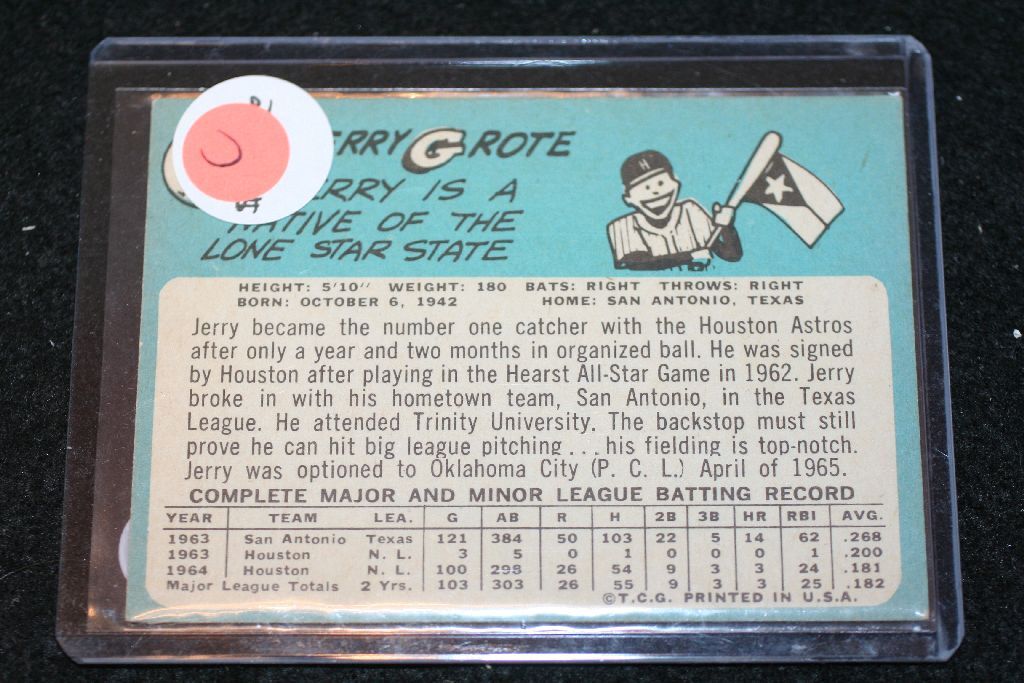 ERRY GROTE
ERRY IS A
NATIVE OF THE
LONE STAR STATE
H
HEIGHT: 5'10" WEIGHT: 180 BATS: RIGHT THROWS: RIGHT
BORN: OCTOBER 6, 1942 HOME: SAN ANTONIO, TEXAS
Jerry became the number one catcher with the Houston Astros
after only a year and two months in organized ball. He was signed
by Houston after playing in the Hearst All-Star Game in 1962. Jerry
broke in with his hometown team, San Antonio, in the Texas
League. He attended Trinity University. The backstop must still
prove he can hit big league pitching . . . his fielding is top-notch.
Jerry was optioned to Oklahoma City (P. C. L.) April of 1965.
COMPLETE MAJOR AND MINOR LEAGUE BATTING RECORD
YEAR TEAM LEA. G AB R H 2B 3B HR RBI AVG.
1963 San Antonio Texas 121 384 50 103 22 5 14 62 .268
1963 Houston N. L. 3 5 0 1 0 0 0 1 .200
1964 Houston N. L. 100 298 26 54 9 3 3 24 .181
Major League Totals 2 Yrs. 103 303 26 55 9 3 3 25 .182
©T.C.G. PRINTED IN U.S.A.